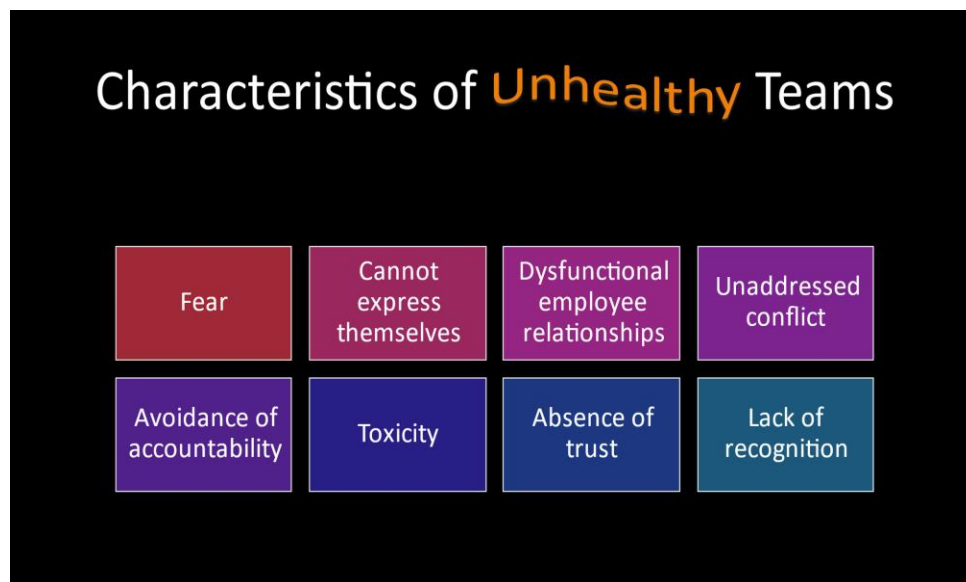 Characteristics of Unhealthy Teams
Fear
Cannot
express
themselves
Dysfunctional
employee
relationships
Unaddressed
conflict
Avoidance of
accountability
Toxicity
Absence of
trust
Lack of
recognition